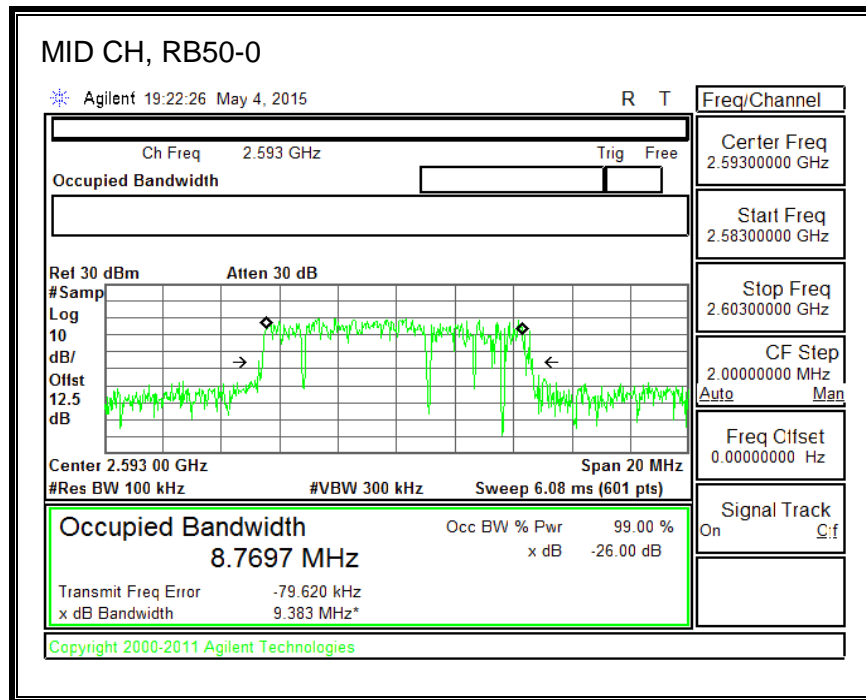 MID CH, RB50-0
Agilent 19:22:26 May 4, 2015 R T
Freq/Channel
Ch Freq 2.593 GHz Trig Free
Occupied Bandwidth
Center Freq
2.59300000 GHz
Start Freq
2.58300000 GHz
Stop Freq
2.60300000 GHz
CF Step
2.00000000 MHz
Auto Man
Freq Offset
0.00000000 Hz
Signal Track
On Off
Ref 30 dBm Atten 30 dB
#Samp
Log
10
dB/
Offst
12.5
dB
Center 2.593 00 GHz Span 20 MHz
#Res BW 100 kHz #VBW 300 kHz Sweep 6.08 ms (601 pts)
Occupied Bandwidth
8.7697 MHz
Occ BW % Pwr 99.00 %
x dB -26.00 dB
Transmit Freq Error -79.620 kHz
x dB Bandwidth 9.383 MHz*
Copyright 2000-2011 Agilent Technologies